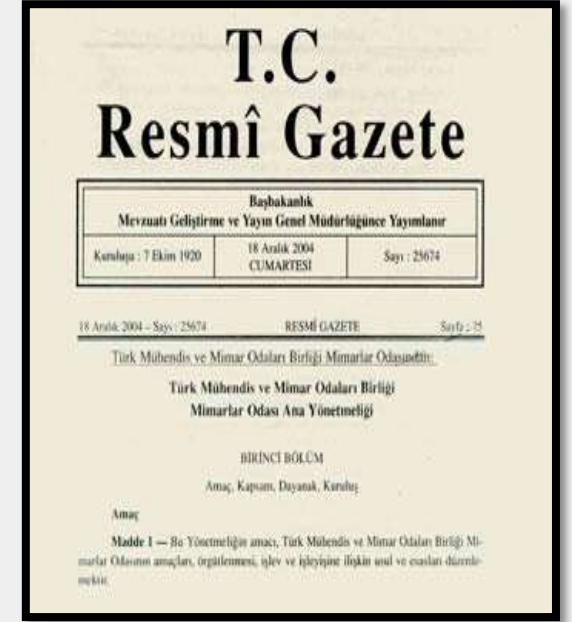 T.C.
Resmî Gazete
Başbakanlık
Mevzuatı Geliştirme ve Yayın Genel Müdürlüğünce Yayımlanır
Kuruluşu : 7 Ekim 1920
18 Aralık 2004
CUMARTESİ
Sayı : 25674
18 Aralık 2004 – Sayı : 25674 RESMÎ GAZETE Sayfa : 75
Türk Mühendis ve Mimar Odaları Birliği Mimarlar Odasından:
Türk Mühendis ve Mimar Odaları Birliği
Mimarlar Odası Ana Yönetmeliği
BİRİNCİ BÖLÜM
Amaç, Kapsam, Dayanak, Kuruluş
Amaç
Madde 1 — Bu Yönetmeliğin amacı, Türk Mühendis ve Mimar Odaları Birliği Mi-
marlar Odasının amaçları, örgütlenmesi, işlev ve işleyişine ilişkin usul ve esasları düzenle-
mektir.